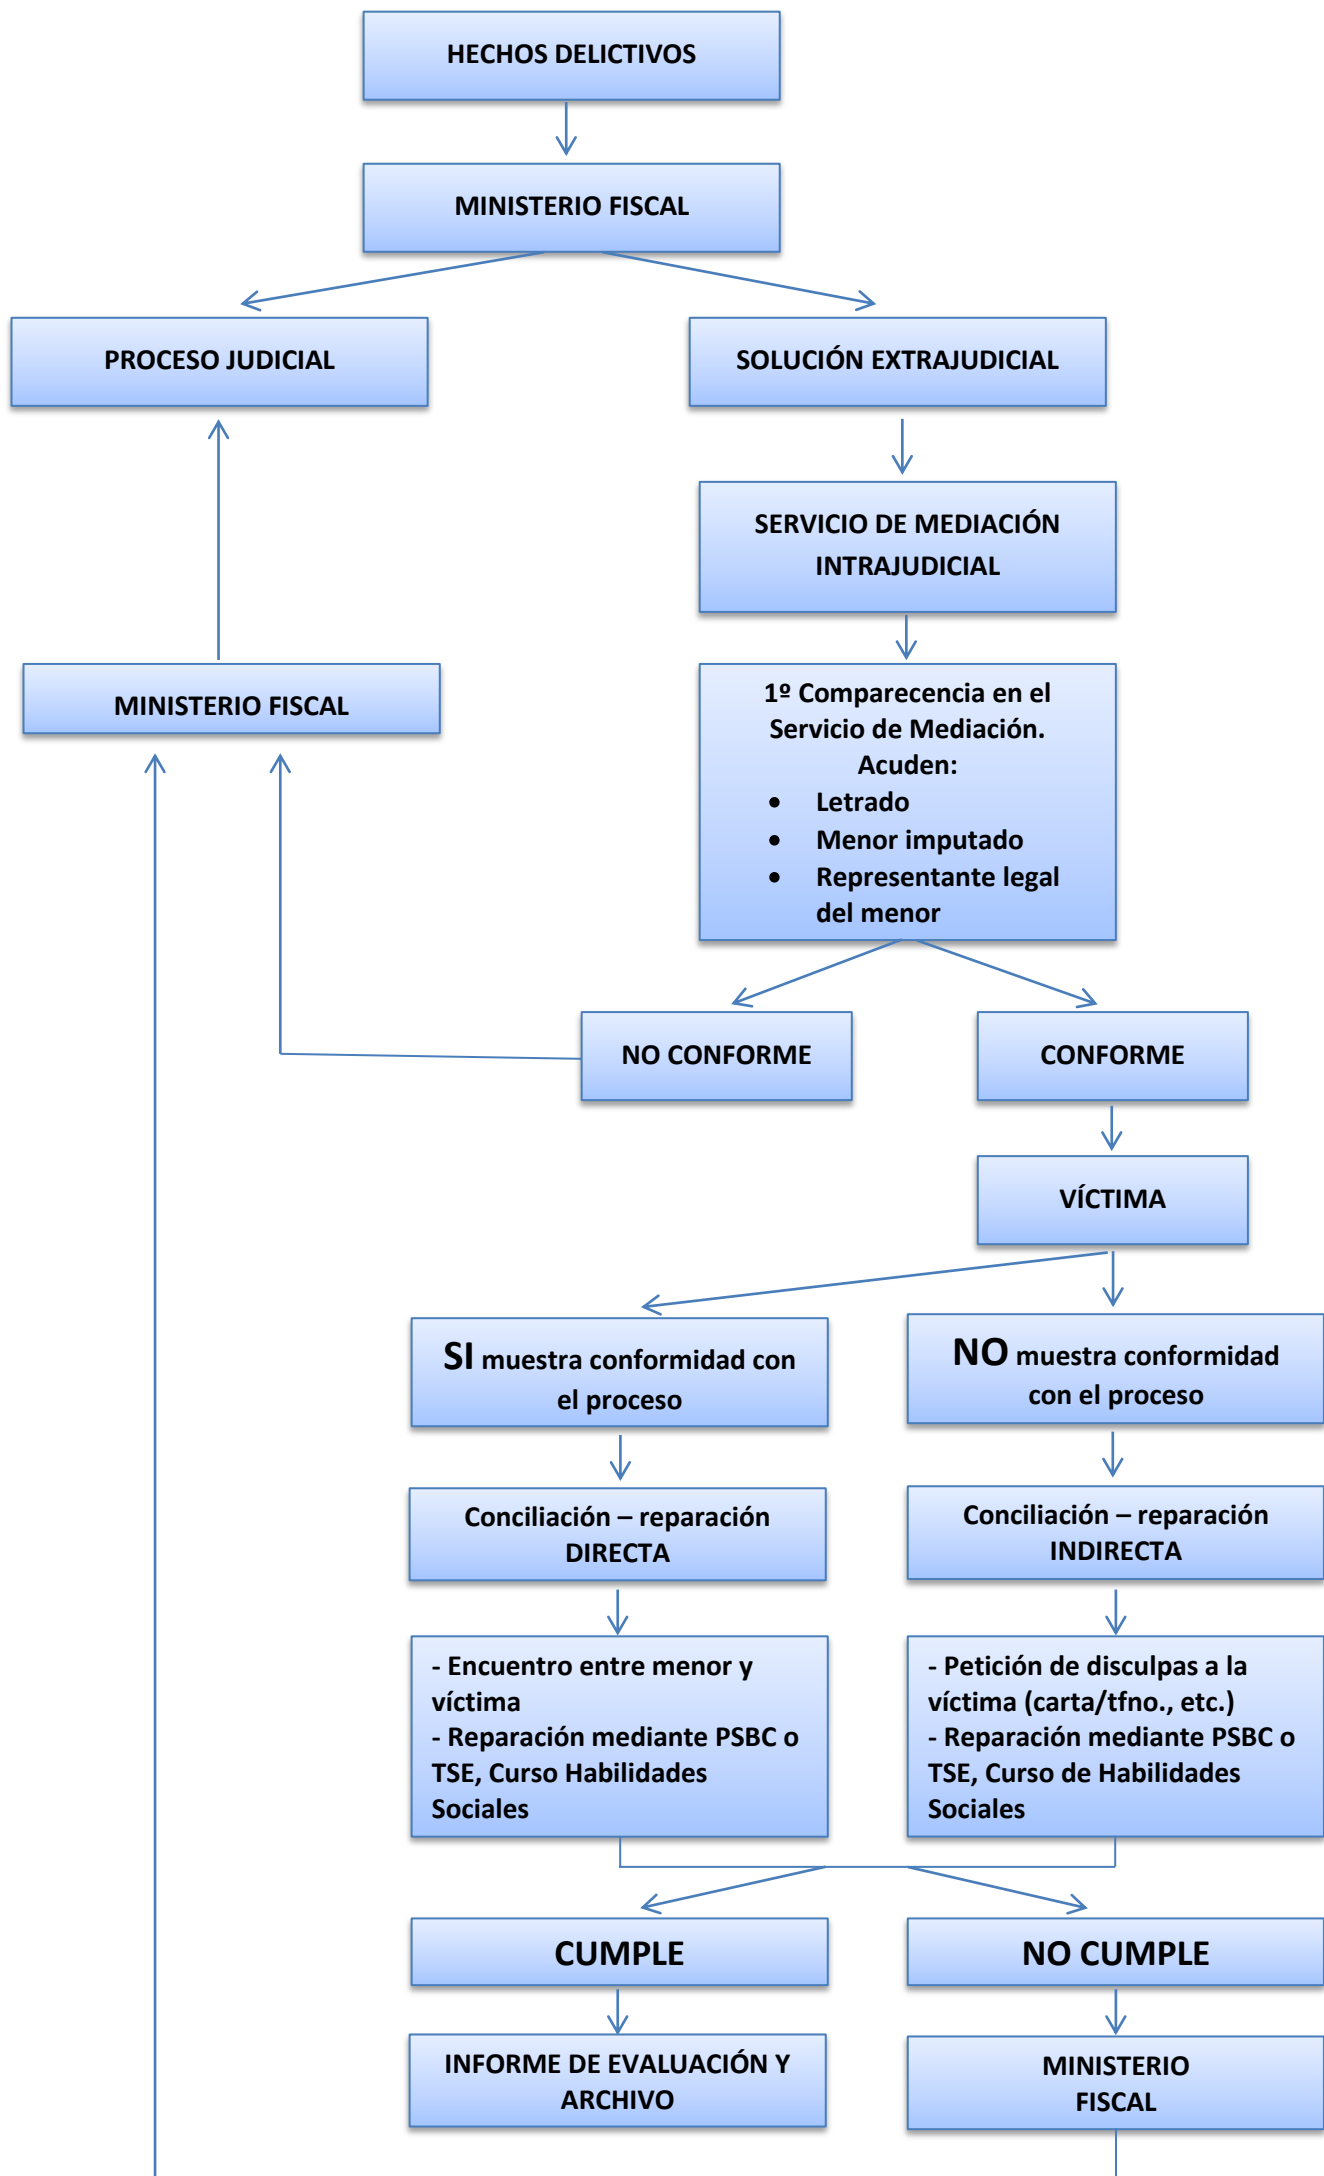 HECHOS DELICTIVOS
MINISTERIO FISCAL
PROCESO JUDICIAL
SOLUCIÓN EXTRAJUDICIAL
SERVICIO DE MEDIACIÓN
INTRAJUDICIAL
MINISTERIO FISCAL
1º Comparecencia en el
Servicio de Mediación.
Acuden:
• Letrado
• Menor imputado
• Representante legal
del menor
NO CONFORME
CONFORME
VÍCTIMA
SI muestra conformidad con
el proceso
NO muestra conformidad
con el proceso
Conciliación – reparación
DIRECTA
Conciliación – reparación
INDIRECTA
- Encuentro entre menor y
víctima
- Reparación mediante PSBC o
TSE, Curso Habilidades
Sociales
- Petición de disculpas a la
víctima (carta/tfno., etc.)
- Reparación mediante PSBC o
TSE, Curso de Habilidades
Sociales
CUMPLE
NO CUMPLE
INFORME DE EVALUACIÓN Y
ARCHIVO
MINISTERIO
FISCAL